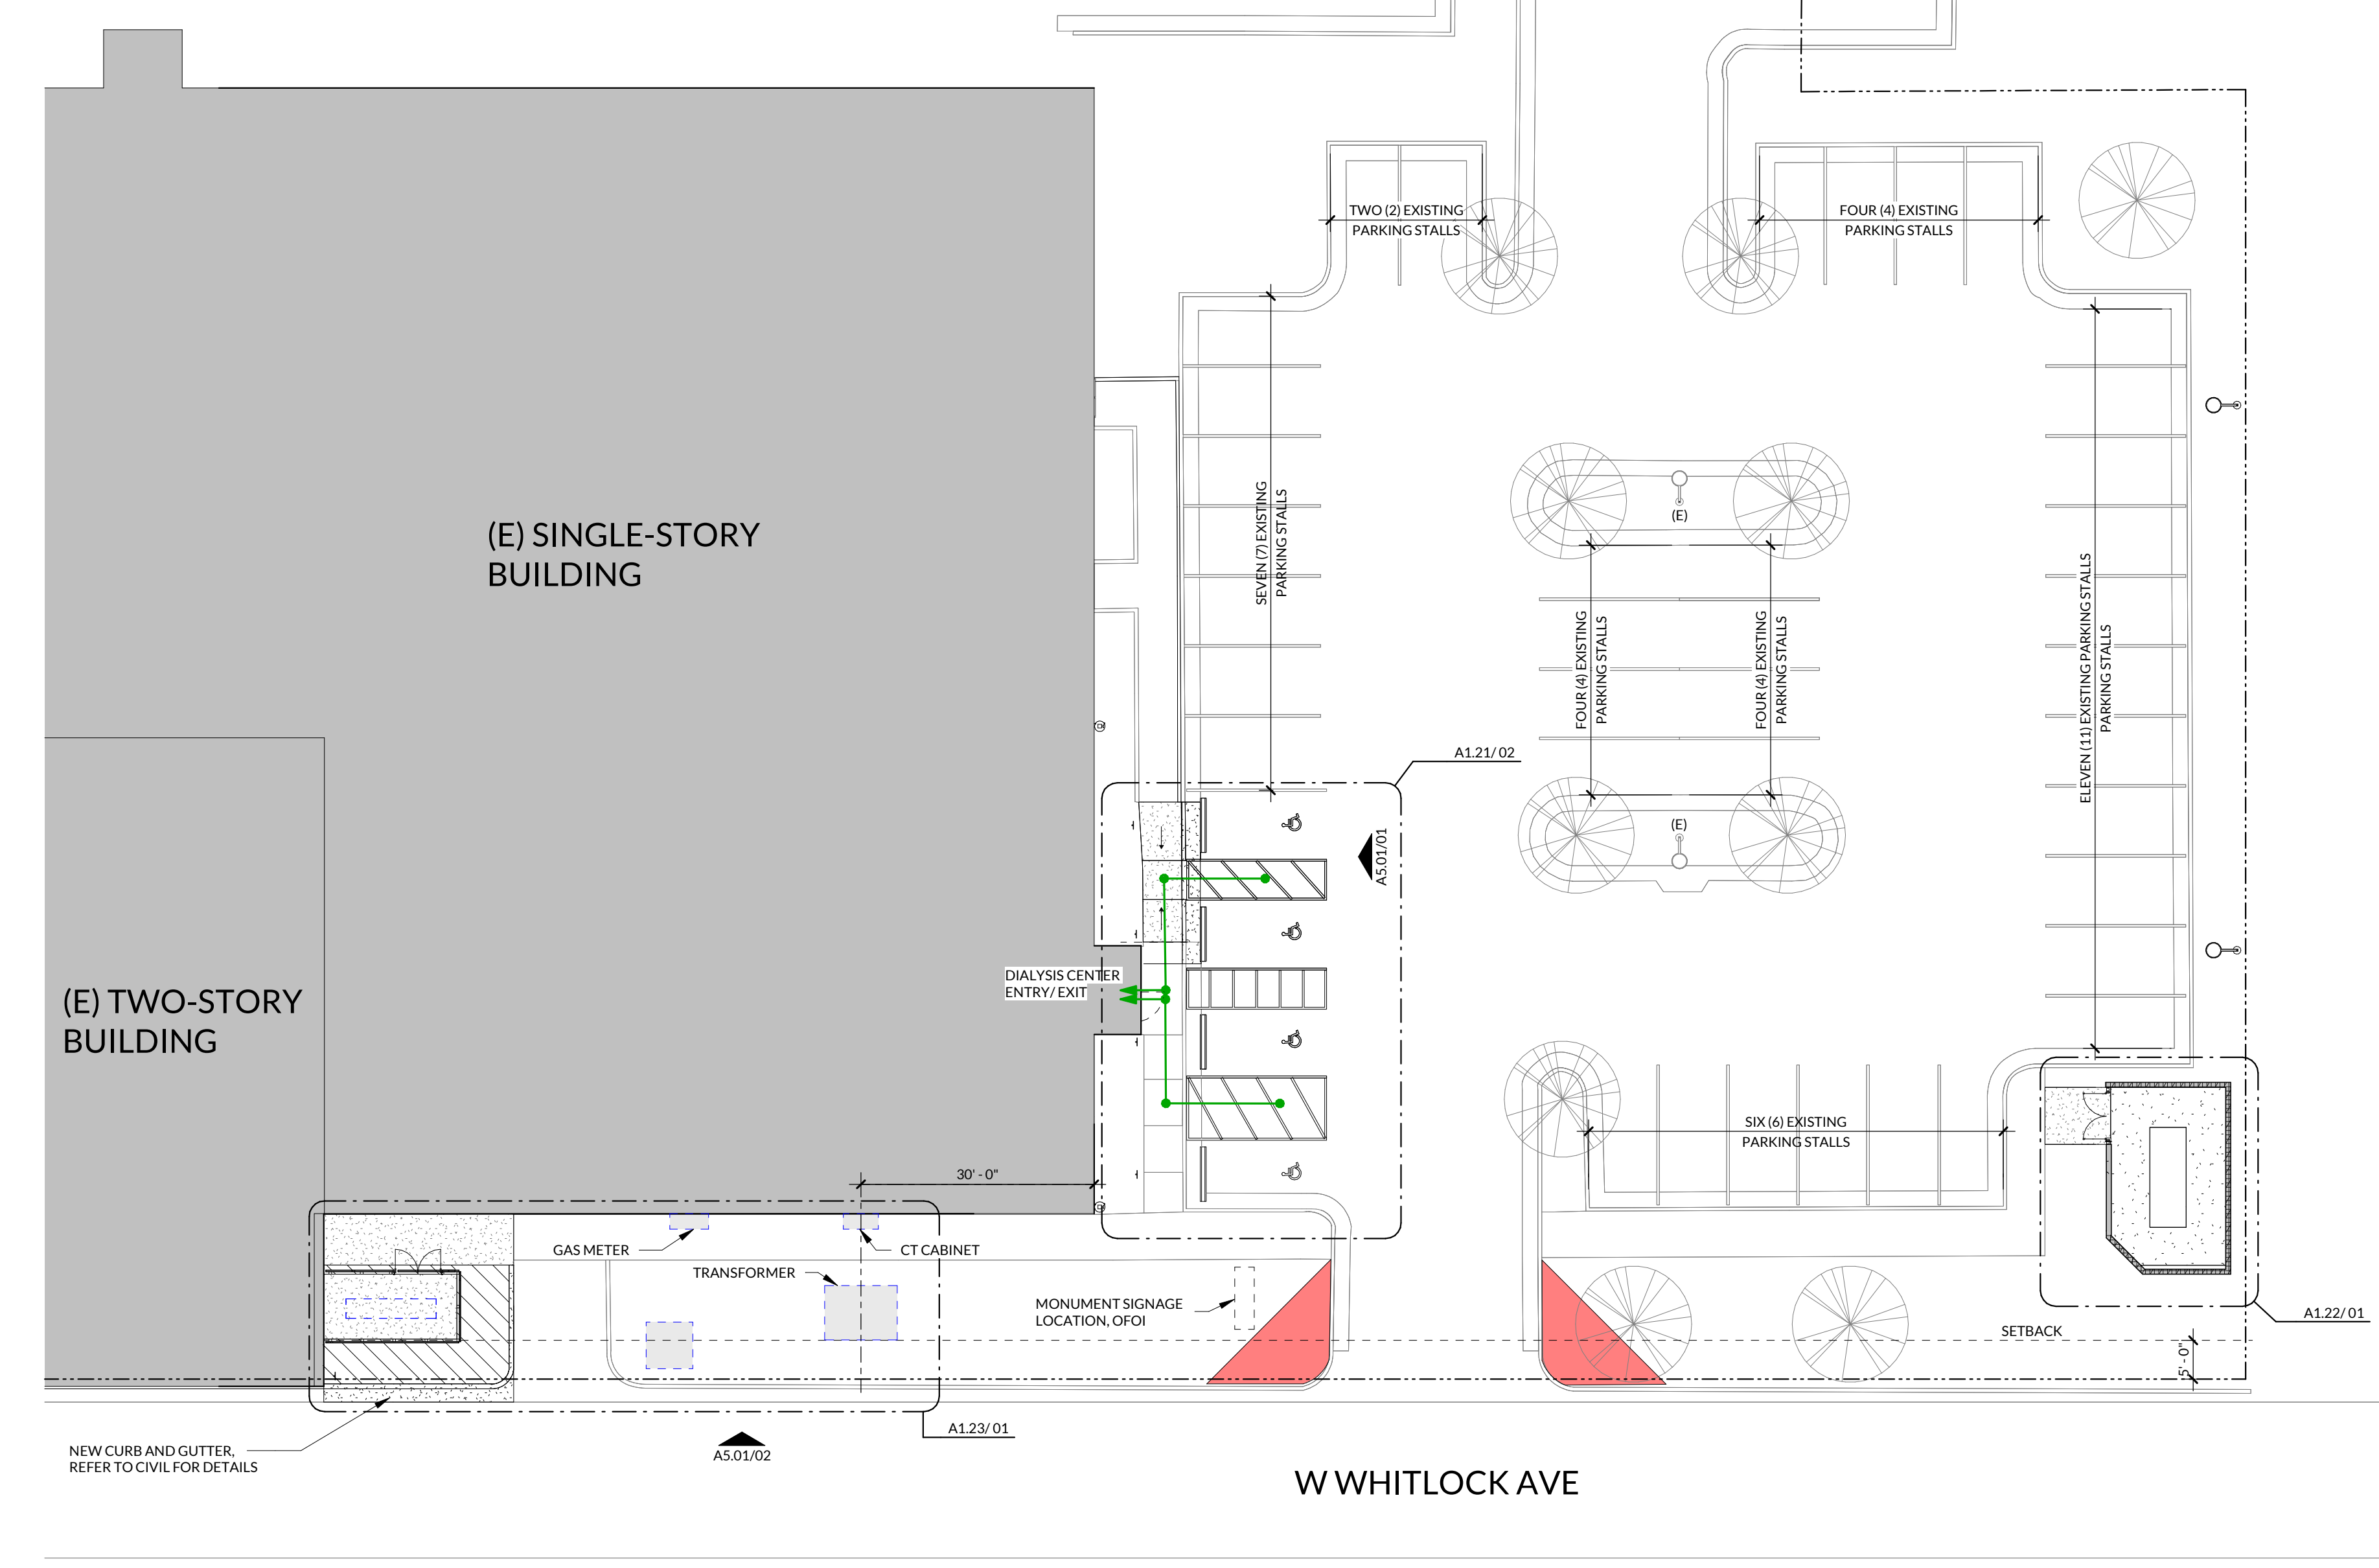 TWO (2) EXISTING
PARKING STALLS
FOUR (4) EXISTING
PARKING STALLS
(E) SINGLE-STORY
BUILDING
SEVEN (7) EXISTING
PARKING STALLS
(E)
FOUR (4) EXISTING
PARKING STALLS
FOUR (4) EXISTING
PARKING STALLS
ELEVEN (11) EXISTING PARKING STALLS
PARKING STALLS
A1.21/02
(E)
A5.01/01
DIALYSIS CENTER
ENTRY/EXIT
(E) TWO-STORY
BUILDING
SIX (6) EXISTING
PARKING STALLS
30' - 0"
GAS METER
CT CABINET
TRANSFORMER
MONUMENT SIGNAGE
LOCATION, OFOI
A1.22/01
SETBACK
5' - 0"
A1.23/01
NEW CURB AND GUTTER,
REFER TO CIVIL FOR DETAILS
A5.01/02
W WHITLOCK AVE